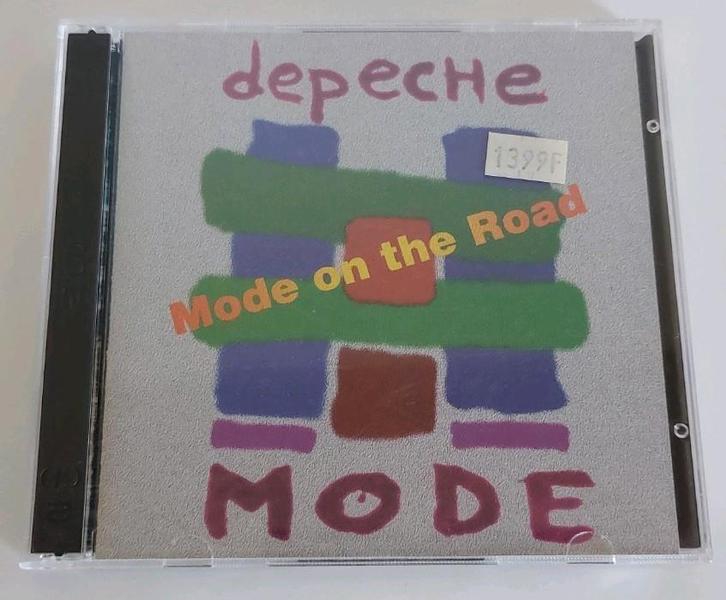 depecHe
1399F
Mode on the Road
MODE